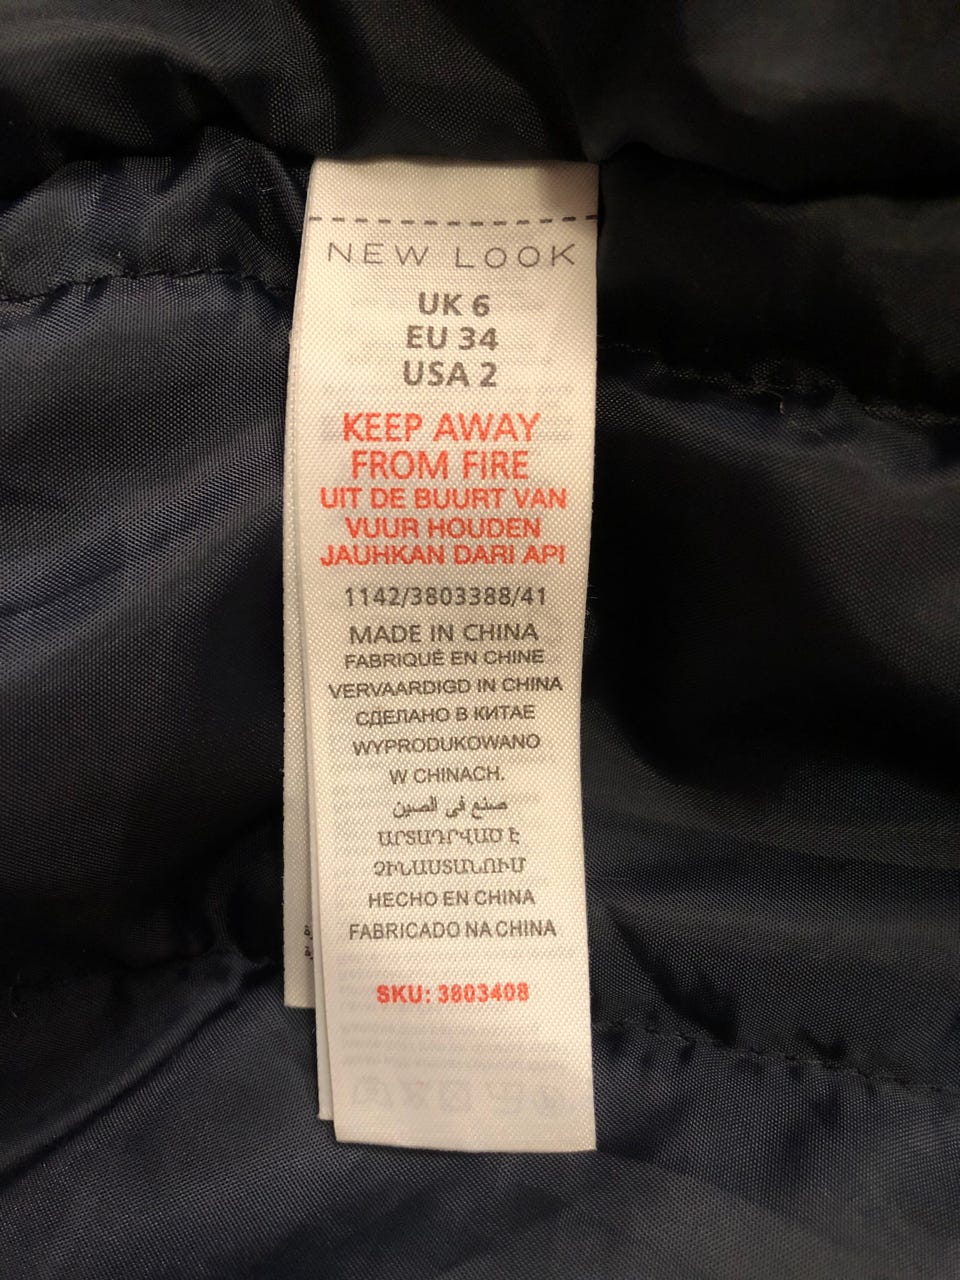 NEW LOOK
UK 6
EU 34
USA 2
KEEP AWAY
FROM FIRE
UIT DE BUURT VAN
VUUR HOUDEN
JAUHKAN DARI API
1142/3803388/41
MADE IN CHINA
FABRIQUÉ EN CHINE
VERVAARDIGD IN CHINA
СДЕЛАНО В КИТАЕ
WYPRODUKOWANO
W CHINACH.
صنع في الصين
ԱՐՏԱԴՐՎԱԾ Է
ՉԻՆԱՍՏԱՆՈՒՄ
HECHO EN CHINA
FABRICADO NA CHINA
SKU: 3803408